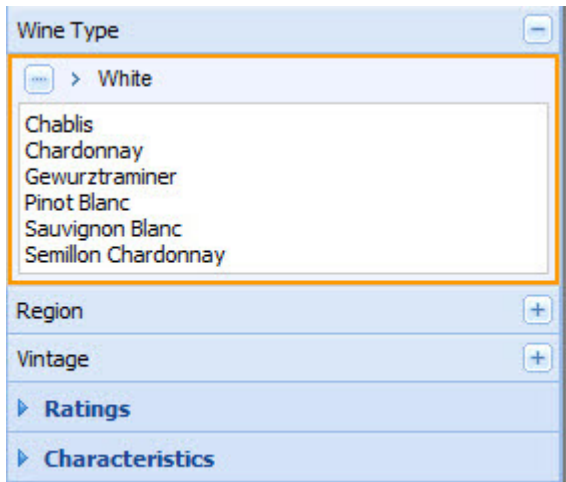 Wine Type
> White
Chablis
Chardonnay
Gewurztraminer
Pinot Blanc
Sauvignon Blanc
Semillon Chardonnay
Region
Vintage
Ratings
Characteristics